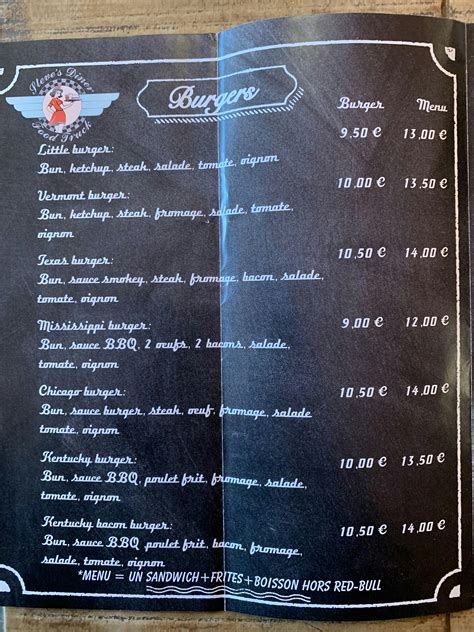 Steve's Diner
Food Truck
Burgers
Burger Menu
9,50 € 13,00 €
Little burger:
Bun, ketchup, steak, salade, tomate, oignon
10,00 € 13,50 €
Vermont burger:
Bun, ketchup, steak, fromage, salade, tomate,
oignon
10,50 € 14,00 €
Texas burger:
Bun, sauce smokey, steak, fromage, bacon, salade,
tomate, oignon
9,00 € 12,00 €
Mississippi burger:
Bun, sauce BBQ, 2 oeufs, 2 bacons, salade,
tomate, oignon
10,50 € 14,00 €
Chicago burger:
Bun, sauce burger, steak, oeuf, fromage, salade
tomate, oignon
10,00 € 13,50 €
Kentucky burger:
Bun, sauce BBQ, poulet frit, fromage, salade,
tomate, oignon
10,50 € 14,00 €
Kentucky bacon burger:
Bun, sauce BBQ ,poulet frit, bacon, fromage,
salade, tomate, oignon
*MENU = UN SANDWICH+FRITES+BOISSON HORS RED-BULL